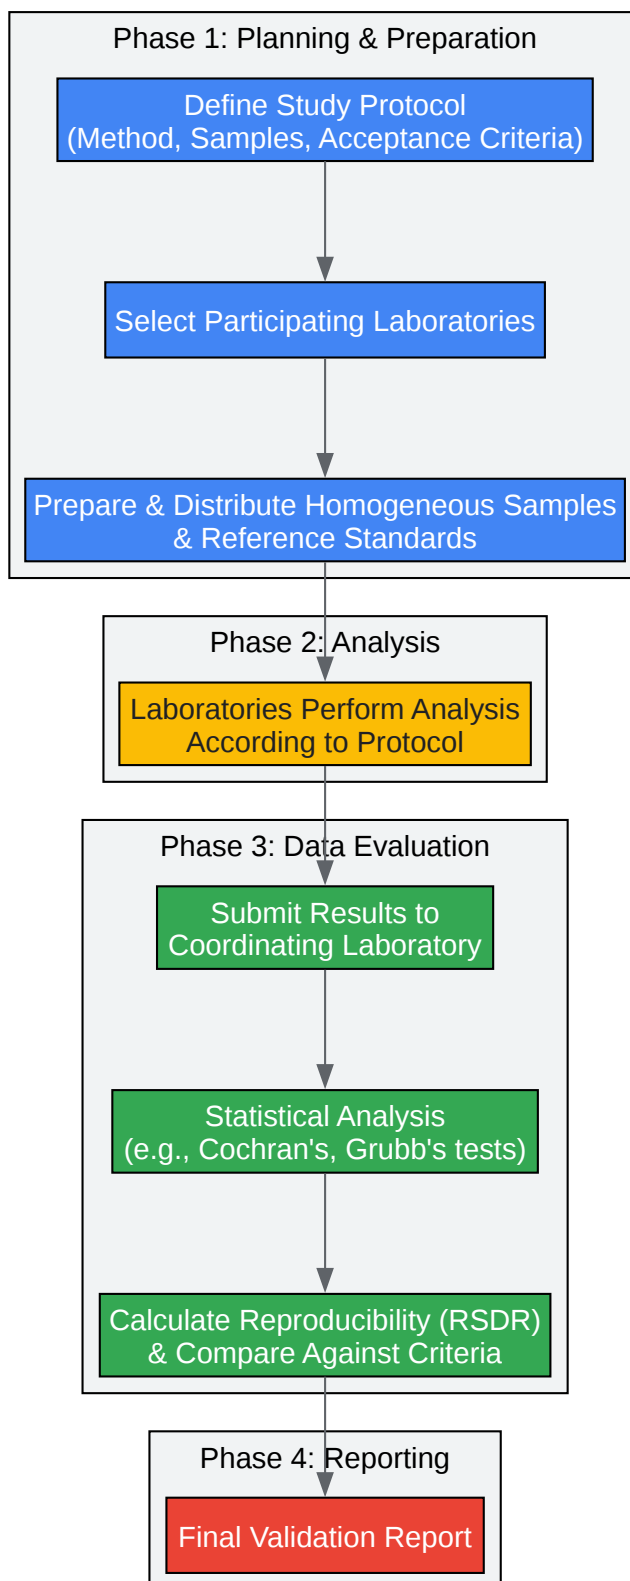 Phase 1: Planning & Preparation
Define Study Protocol
(Method, Samples, Acceptance Criteria)
Select Participating Laboratories
Prepare & Distribute Homogeneous Samples
& Reference Standards
Phase 2: Analysis
Laboratories Perform Analysis
According to Protocol
Phase 3: Data Evaluation
Submit Results to
Coordinating Laboratory
Statistical Analysis
(e.g., Cochran's, Grubb's tests)
Calculate Reproducibility (RSDR)
& Compare Against Criteria
Phase 4: Reporting
Final Validation Report